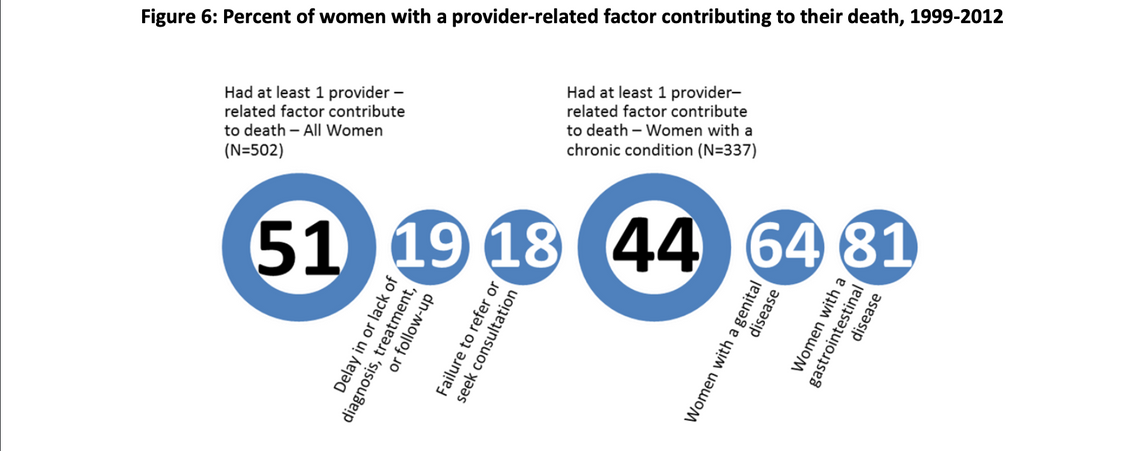 Figure 6: Percent of women with a provider-related factor contributing to their death, 1999-2012
Had at least 1 provider –
related factor contribute
to death – All Women
(N=502)
Had at least 1 provider–
related factor contribute
to death – Women with a
chronic condition (N=337)
51
19
18
44
64
81
Delay in or lack of
diagnosis, treatment,
or follow-up
Failure to refer or
seek consultation
Women with a genital
disease
Women with a
gastrointestinal
disease